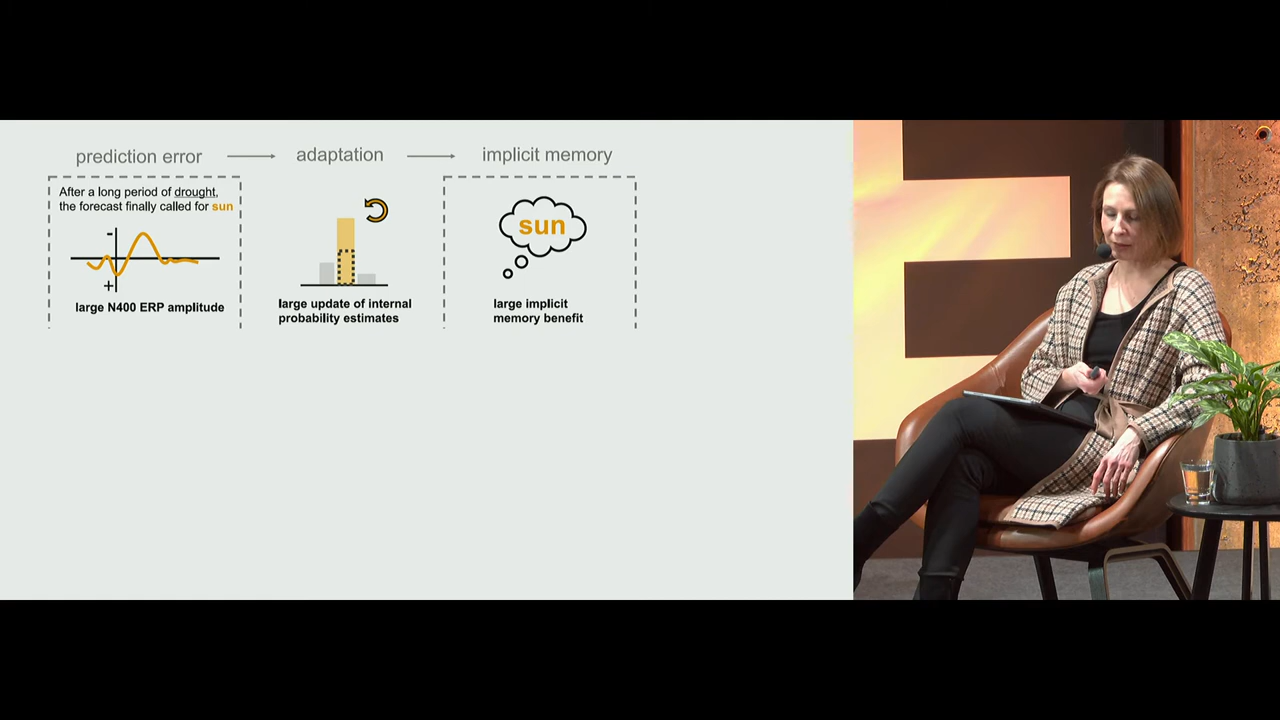 prediction error
adaptation
implicit memory
After a long period of drought,
the forecast finally called for sun
-
+
large N400 ERP amplitude
large update of internal
probability estimates
sun
large implicit
memory benefit